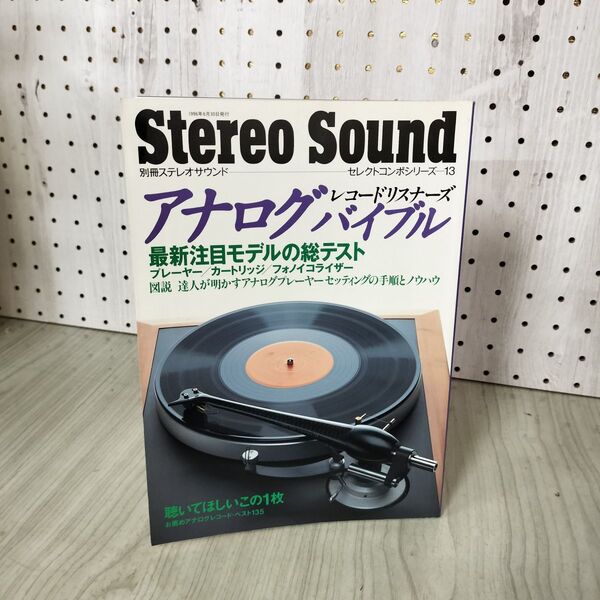 1996年6月30日発行
Stereo Sound
別冊ステレオサウンド
セレクトコンポシリーズ—13
レコードリスナーズ
アナログバイブル
最新注目モデルの総テスト
プレーヤー/カートリッジ/フォノイコライザー
図説 達人が明かすアナログプレーヤーセッティングの手順とノウハウ
聴いてほしいこの1枚
お薦めアナログレコード・ベスト135